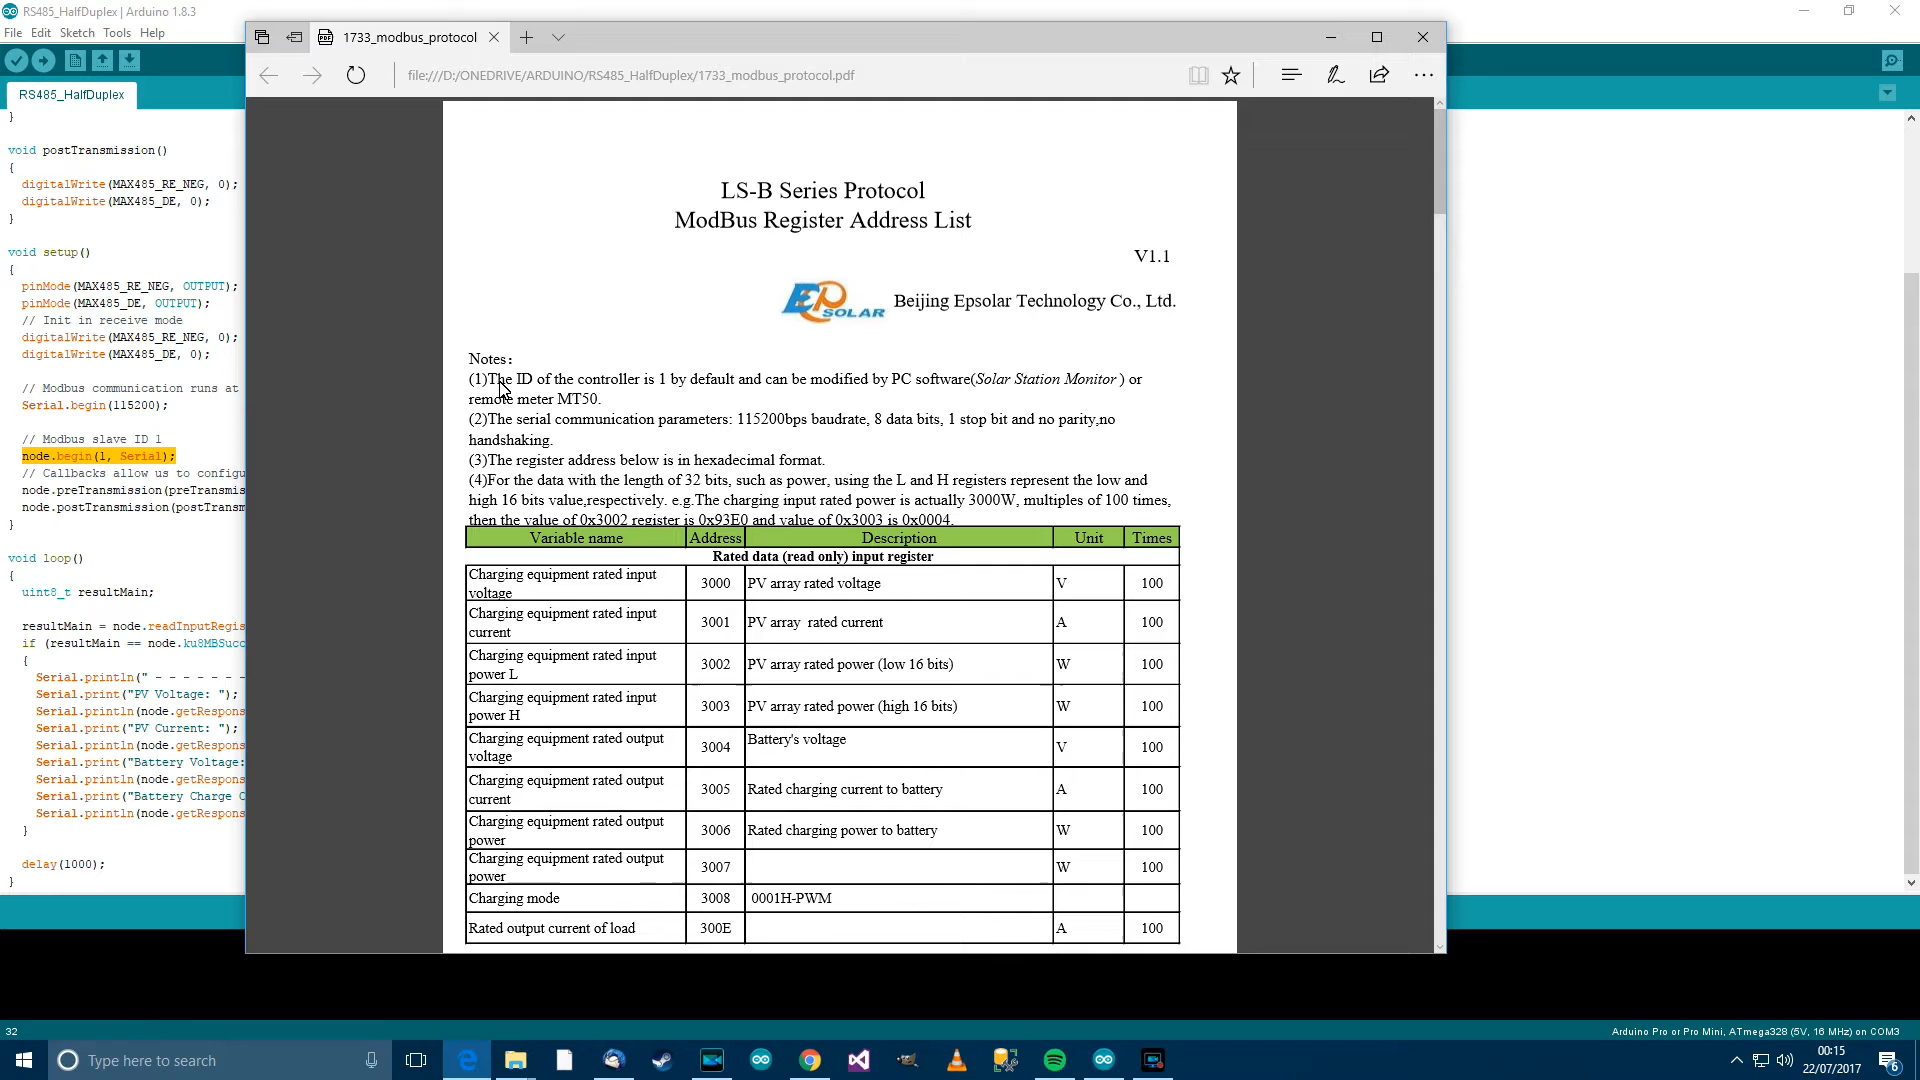 RS485_HalfDuplex | Arduino 1.8.3
File Edit Sketch Tools Help
RS485_HalfDuplex
}
void postTransmission()
{
digitalWrite(MAX485_RE_NEG, 0);
digitalWrite(MAX485_DE, 0);
}
void setup()
{
pinMode(MAX485_RE_NEG, OUTPUT);
pinMode(MAX485_DE, OUTPUT);
// Init in receive mode
digitalWrite(MAX485_RE_NEG, 0);
digitalWrite(MAX485_DE, 0);
// Modbus communication runs at
Serial.begin(115200);
// Modbus slave ID 1
node.begin(1, Serial);
// Callbacks allow us to configu
node.preTransmission(preTransmis
node.postTransmission(postTransm
}
void loop()
{
uint8_t resultMain;
resultMain = node.readInputRegis
if (resultMain == node.ku8MBSucc
{
Serial.println(" - - - - - - -
Serial.print("PV Voltage: ");
Serial.println(node.getRespons
Serial.print("PV Current: ");
Serial.println(node.getRespons
Serial.print("Battery Voltage:
Serial.println(node.getRespons
Serial.print("Battery Charge C
Serial.println(node.getRespons
}
delay(1000);
}
1733_modbus_protocol
file:///D:/ONEDRIVE/ARDUINO/RS485_HalfDuplex/1733_modbus_protocol.pdf
LS-B Series Protocol
ModBus Register Address List
V1.1
EP SOLAR Beijing Epsolar Technology Co., Ltd.
Notes：
(1)The ID of the controller is 1 by default and can be modified by PC software(Solar Station Monitor ) or
remote meter MT50.
(2)The serial communication parameters: 115200bps baudrate, 8 data bits, 1 stop bit and no parity,no
handshaking.
(3)The register address below is in hexadecimal format.
(4)For the data with the length of 32 bits, such as power, using the L and H registers represent the low and
high 16 bits value,respectively. e.g.The charging input rated power is actually 3000W, multiples of 100 times,
then the value of 0x3002 register is 0x93E0 and value of 0x3003 is 0x0004.
Variable name Address Description Unit Times
Rated data (read only) input register
Charging equipment rated input
voltage 3000 PV array rated voltage V 100
Charging equipment rated input
current 3001 PV array rated current A 100
Charging equipment rated input
power L 3002 PV array rated power (low 16 bits) W 100
Charging equipment rated input
power H 3003 PV array rated power (high 16 bits) W 100
Charging equipment rated output
voltage 3004 Battery's voltage V 100
Charging equipment rated output
current 3005 Rated charging current to battery A 100
Charging equipment rated output
power 3006 Rated charging power to battery W 100
Charging equipment rated output
power 3007 W 100
Charging mode 3008 0001H-PWM
Rated output current of load 300E A 100
32
Arduino Pro or Pro Mini, ATmega328 (5V, 16 MHz) on COM3
Type here to search
00:15
22/07/2017
6